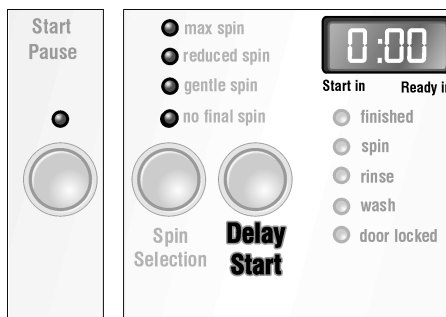 Start
Pause
max spin
reduced spin
gentle spin
no final spin
Spin
Selection
Delay
Start
0:00
Start in
Ready in
finished
spin
rinse
wash
door locked